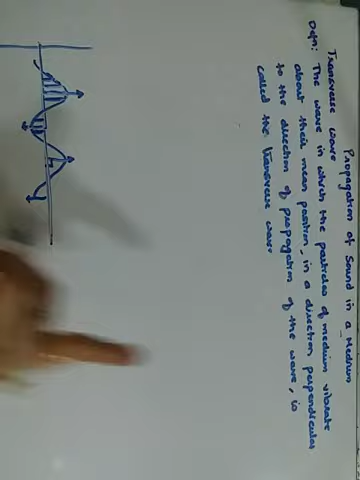 Propagation of Sound in a Medium
Transverse wave
Defn: The wave in which the particles of medium vibrate
about their mean position, in a direction perpendicular
to the direction of propagation of the wave, is
called the Transverse wave